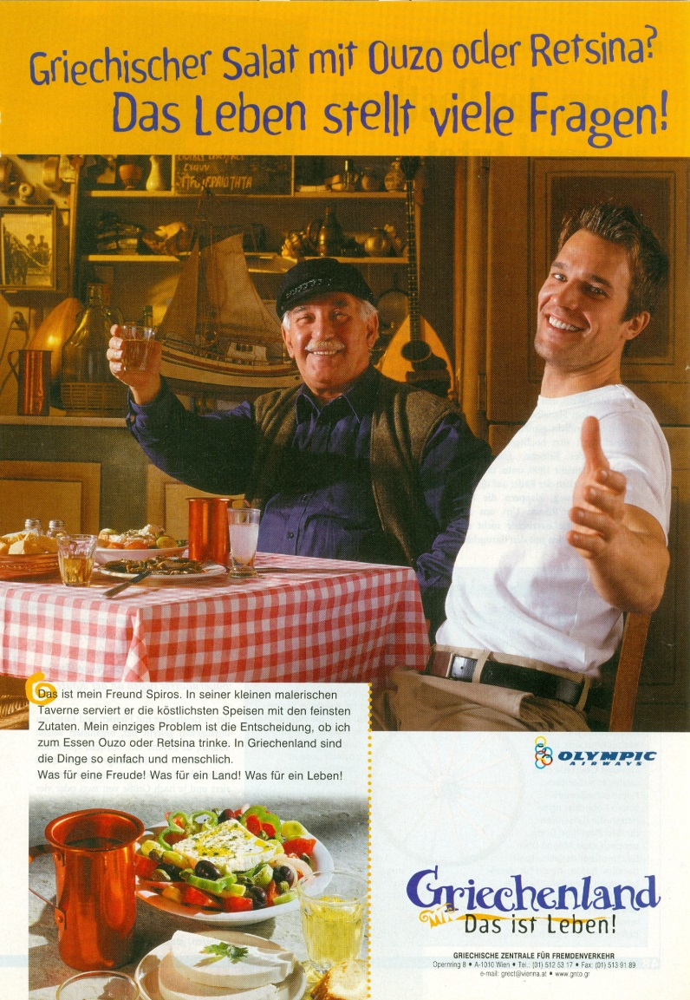 Griechischer Salat mit Ouzo oder Retsina?
Das Leben stellt viele Fragen!
Das ist mein Freund Spiros. In seiner kleinen malerischen
Taverne serviert er die köstlichsten Speisen mit den feinsten
Zutaten. Mein einziges Problem ist die Entscheidung, ob ich
zum Essen Ouzo oder Retsina trinke. In Griechenland sind
die Dinge so einfach und menschlich.
Was für eine Freude! Was für ein Land! Was für ein Leben!
OLYMPIC
AIRWAYS
Griechenland
Das ist Leben!
GRIECHISCHE ZENTRALE FÜR FREMDENVERKEHR
Opernring 8 • A-1010 Wien • Tel.: (01) 512 53 17 • Fax: (01) 513 91 89
e-mail: grect@vienna.at • www.gnto.gr